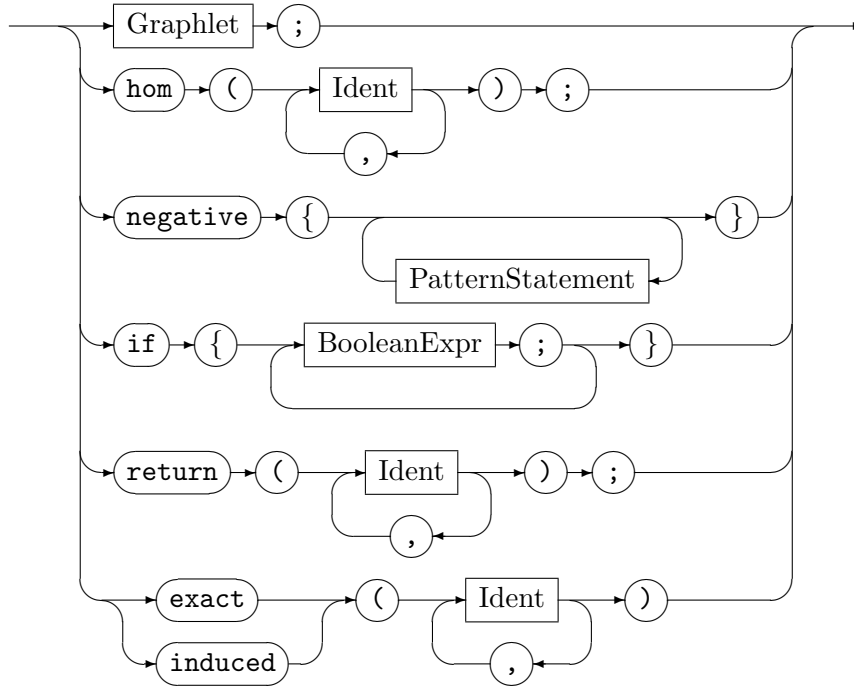 Graphlet ;
hom ( Ident ) ;
,
negative { }
PatternStatement
if { BooleanExpr ; }
return ( Ident ) ;
,
exact ( Ident )
induced ,